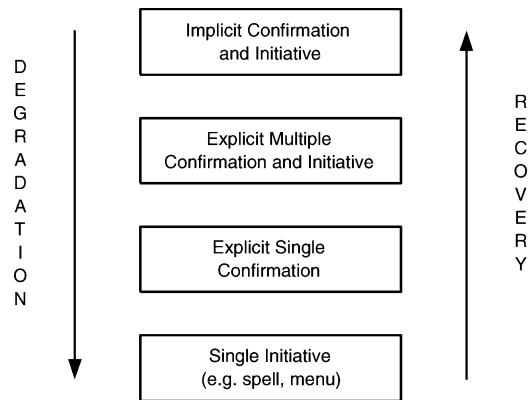 Implicit Confirmation
and Initiative
DEGRADATION
Explicit Multiple
Confirmation and Initiative
RECOVERY
Explicit Single
Confirmation
Single Initiative
(e.g. spell, menu)